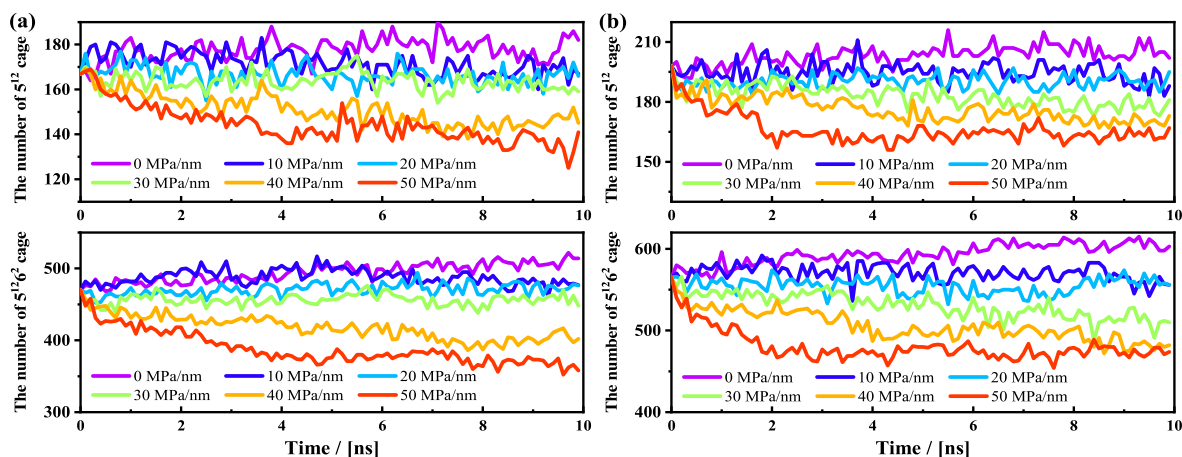 (a)
The number of 5¹² cage
180
160
140
120
0 MPa/nm 10 MPa/nm 20 MPa/nm
30 MPa/nm 40 MPa/nm 50 MPa/nm
0 2 4 6 8 10
The number of 5¹²6² cage
500
400
300
0 MPa/nm 10 MPa/nm 20 MPa/nm
30 MPa/nm 40 MPa/nm 50 MPa/nm
0 2 4 6 8 10
Time / [ns]
(b)
The number of 5¹² cage
210
180
150
0 MPa/nm 10 MPa/nm 20 MPa/nm
30 MPa/nm 40 MPa/nm 50 MPa/nm
0 2 4 6 8 10
The number of 5¹²6² cage
600
500
400
0 MPa/nm 10 MPa/nm 20 MPa/nm
30 MPa/nm 40 MPa/nm 50 MPa/nm
0 2 4 6 8 10
Time / [ns]